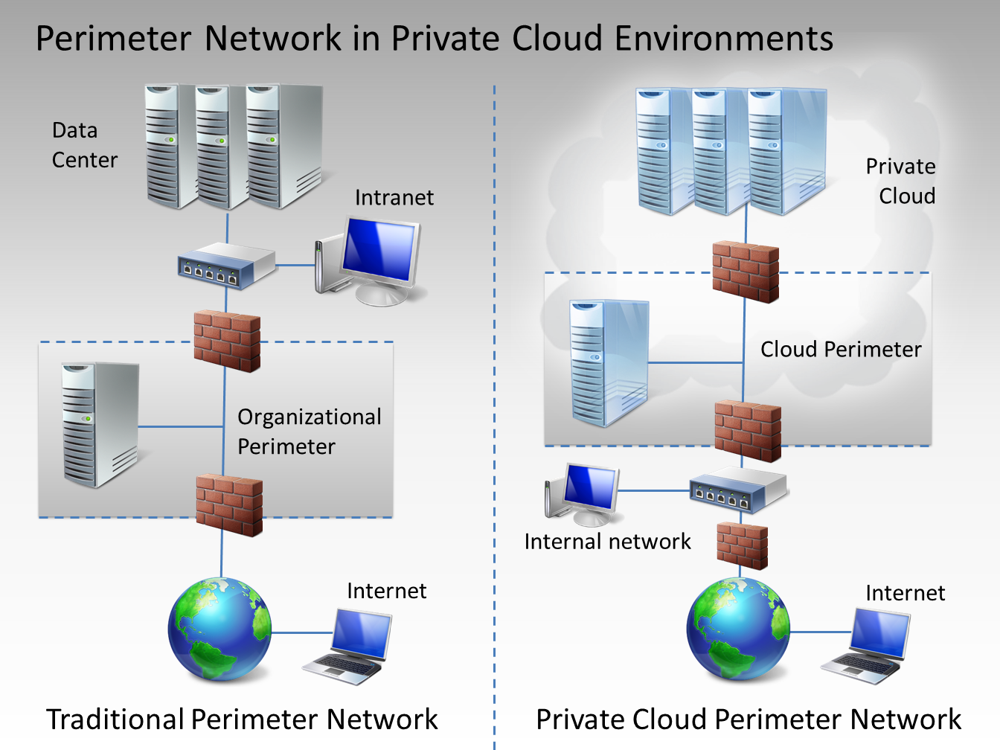 Perimeter Network in Private Cloud Environments
Data
Center
Intranet
Organizational
Perimeter
Internet
Traditional Perimeter Network
Private
Cloud
Cloud Perimeter
Internal network
Internet
Private Cloud Perimeter Network